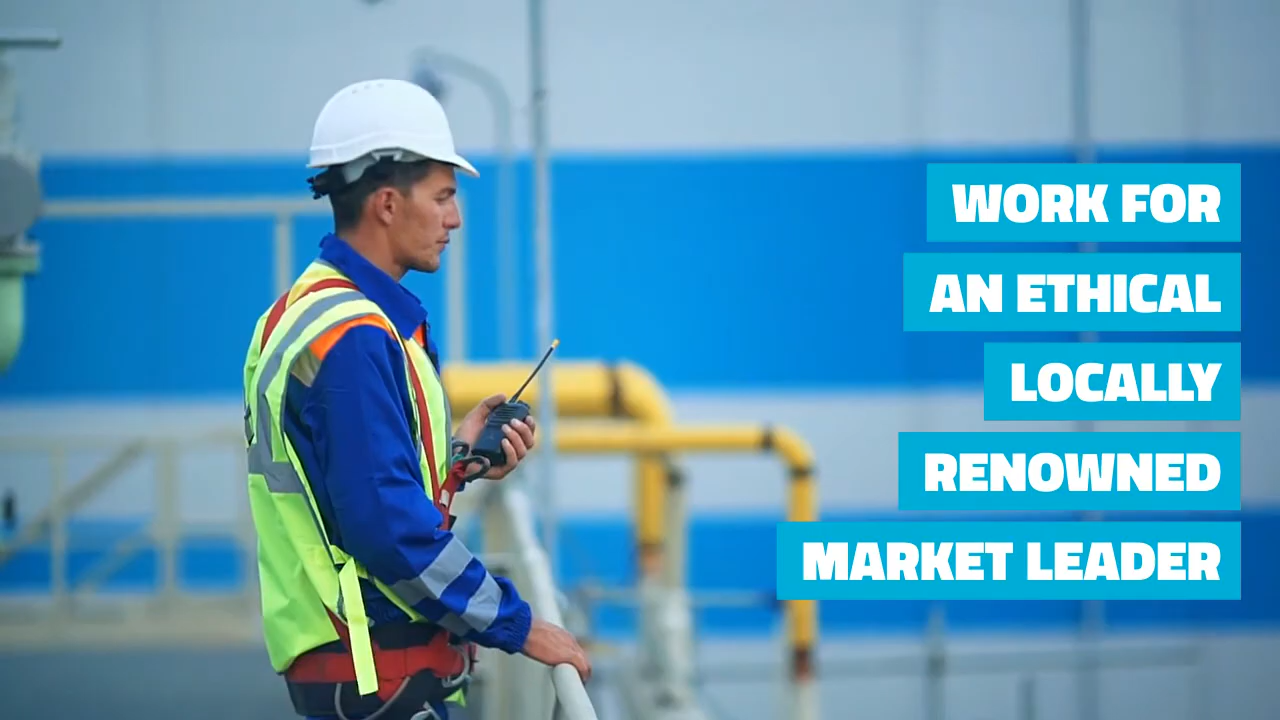 WORK FOR
AN ETHICAL
LOCALLY
RENOWNED
MARKET LEADER